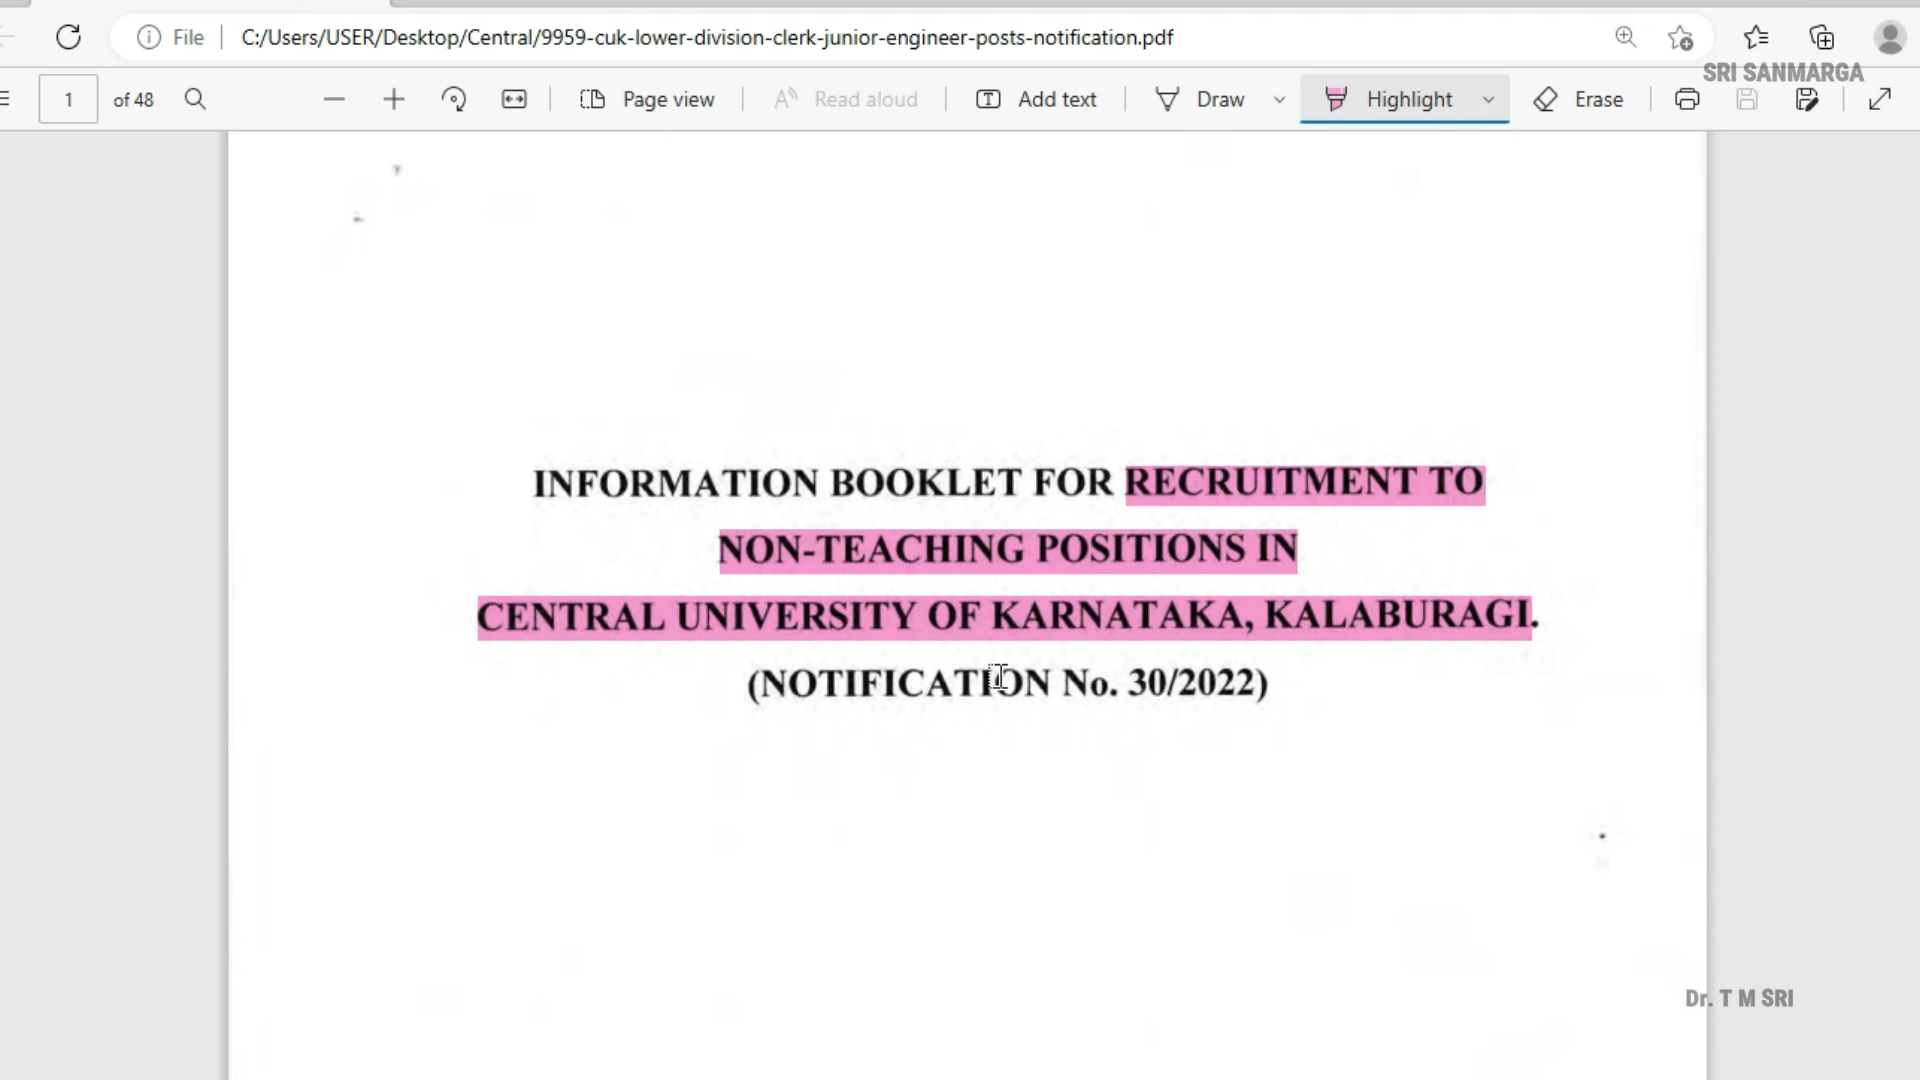 File
C:/Users/USER/Desktop/Central/9959-cuk-lower-division-clerk-junior-engineer-posts-notification.pdf
SRI SANMARGA
1 of 48
Page view
Read aloud
Add text
Draw
Highlight
Erase
INFORMATION BOOKLET FOR RECRUITMENT TO
NON-TEACHING POSITIONS IN
CENTRAL UNIVERSITY OF KARNATAKA, KALABURAGI.
(NOTIFICATION No. 30/2022)
Dr. T M SRI